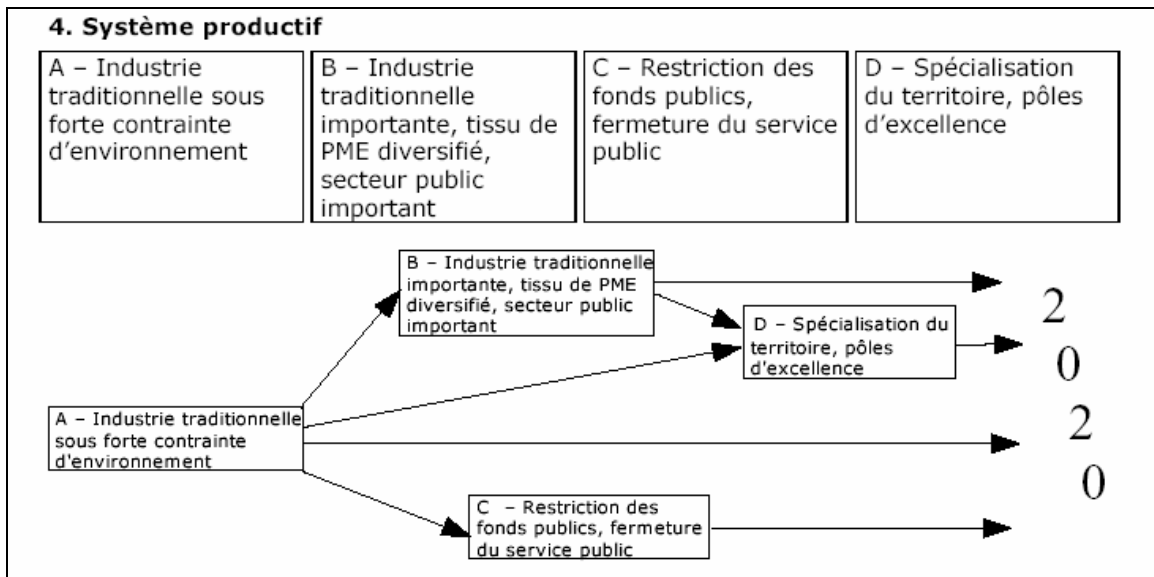 4. Système productif
A – Industrie
traditionnelle sous
forte contrainte
d'environnement
B – Industrie
traditionnelle
importante, tissu de
PME diversifié,
secteur public
important
C – Restriction des
fonds publics,
fermeture du service
public
D – Spécialisation
du territoire, pôles
d'excellence
B – Industrie traditionnelle
importante, tissu de PME
diversifié, secteur public
important
D – Spécialisation du
territoire, pôles
d'excellence
A – Industrie traditionnelle
sous forte contrainte
d'environnement
C – Restriction des
fonds publics, fermeture
du service public
2
0
2
0